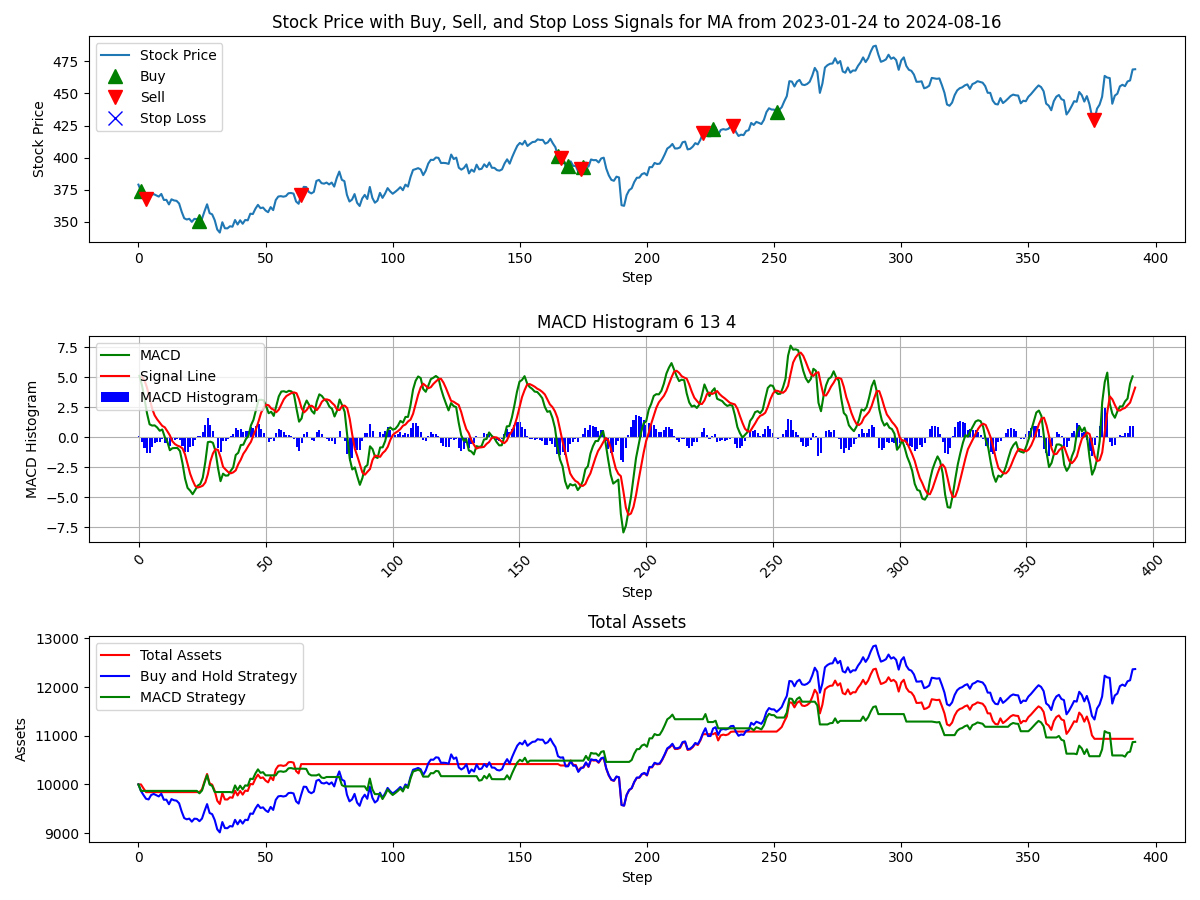 Stock Price with Buy, Sell, and Stop Loss Signals for MA from 2023-01-24 to 2024-08-16
Stock Price
Buy
Sell
Stop Loss
Stock Price
475
450
425
400
375
350
0 50 100 150 200 250 300 350 400
Step
MACD Histogram 6 13 4
MACD
Signal Line
MACD Histogram
MACD Histogram
7.5
5.0
2.5
0.0
−2.5
−5.0
−7.5
0 50 100 150 200 250 300 350 400
Step
Total Assets
Total Assets
Buy and Hold Strategy
MACD Strategy
Assets
13000
12000
11000
10000
9000
0 50 100 150 200 250 300 350 400
Step